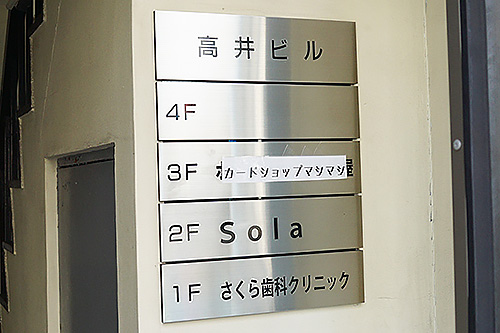 高井ビル
4F
3F カードショップマシマシ
2F Sola
1F さくら歯科クリニック